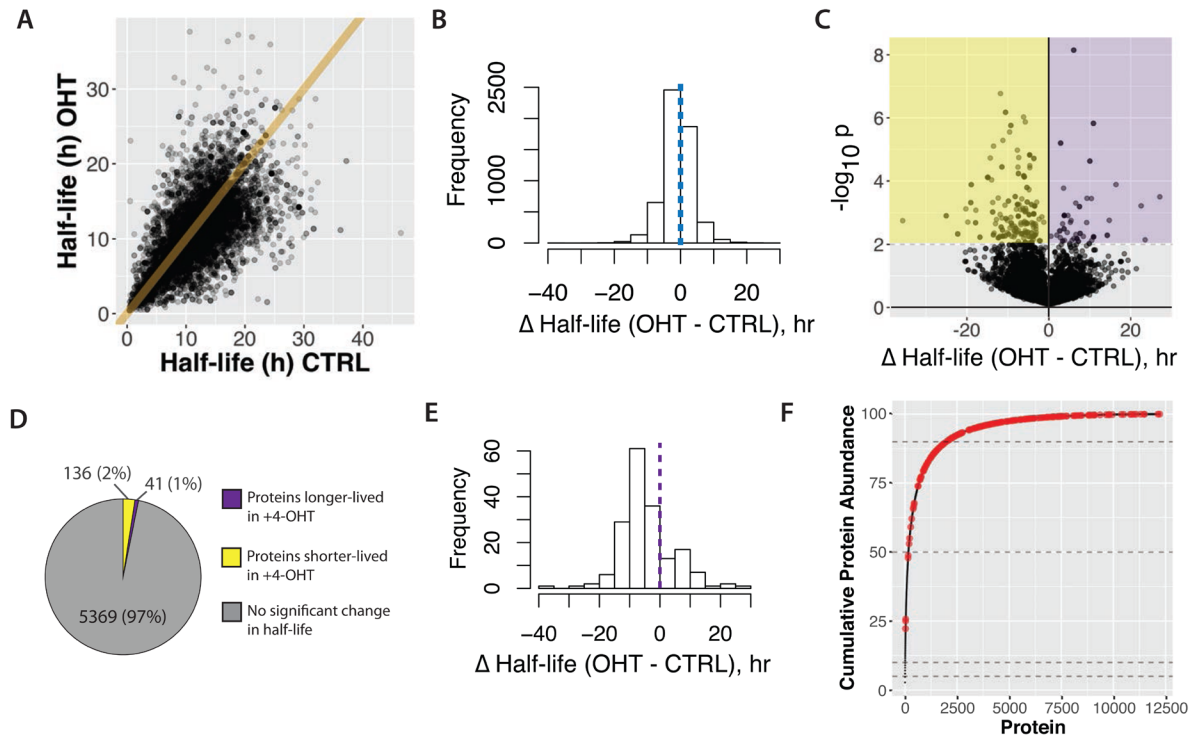 A
Half-life (h) OHT
30
20
10
0
0 10 20 30 40
Half-life (h) CTRL
B
Frequency
2500
1000
0
−40 −20 0 20
Δ Half-life (OHT - CTRL), hr
C
-log10 p
8
6
4
2
0
-20 0 20
Δ Half-life (OHT - CTRL), hr
D
136 (2%)
41 (1%)
5369 (97%)
Proteins longer-lived
in +4-OHT
Proteins shorter-lived
in +4-OHT
No significant change
in half-life
E
Frequency
60
40
20
0
−40 −20 0 20
Δ Half-life (OHT - CTRL), hr
F
Cumulative Protein Abundance
100
75
50
25
0
0 2500 5000 7500 10000 12500
Protein